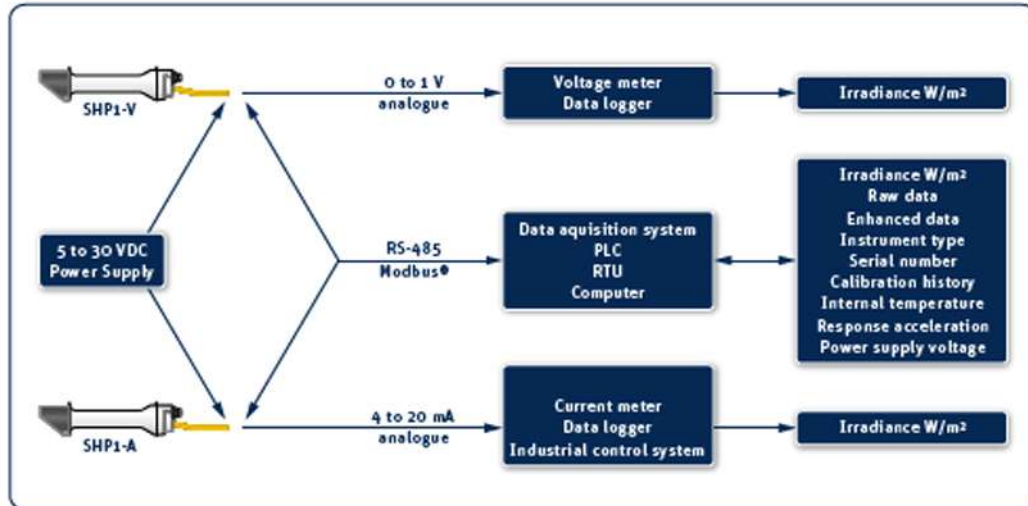 0 to 1 V
analogue
Voltage meter
Data logger
Irradiance W/m²
SHP1-V
5 to 30 VDC
Power Supply
RS-485
Modbus®
Data aquisition system
PLC
RTU
Computer
Irradiance W/m²
Raw data
Enhanced data
Instrument type
Serial number
Calibration history
Internal temperature
Response acceleration
Power supply voltage
4 to 20 mA
analogue
Current meter
Data logger
Industrial control system
Irradiance W/m²
SHP1-A